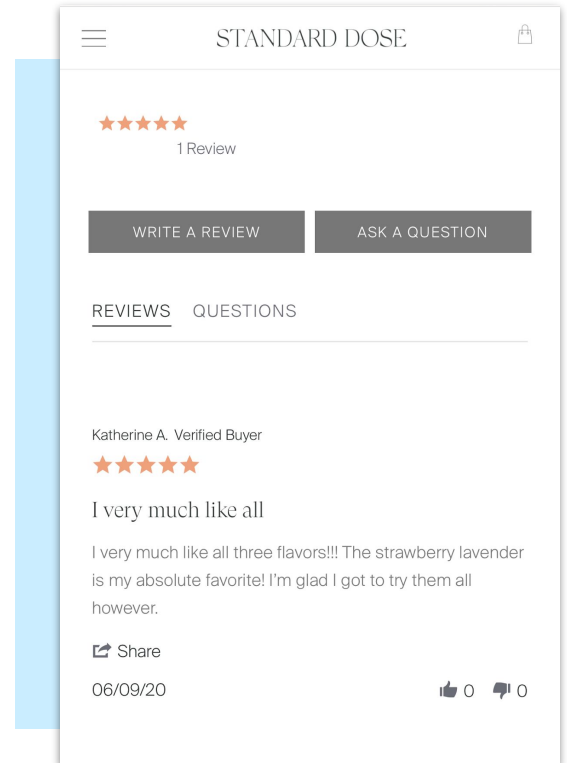 STANDARD DOSE
1 Review
WRITE A REVIEW
ASK A QUESTION
REVIEWS
QUESTIONS
Katherine A. Verified Buyer
I very much like all
I very much like all three flavors!!! The strawberry lavender
is my absolute favorite! I'm glad I got to try them all
however.
Share
06/09/20
0
0